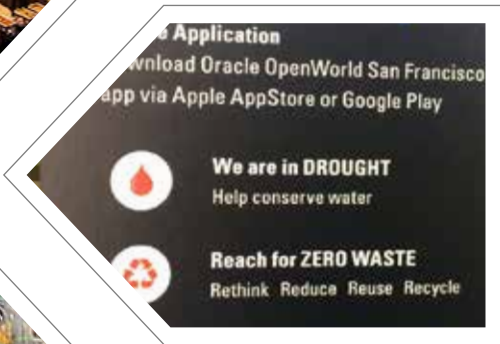 Application
Oracle OpenWorld San Francisco
app via Apple AppStore or Google Play
We are in DROUGHT
Help conserve water
Reach for ZERO WASTE
Rethink Reduce Reuse Recycle